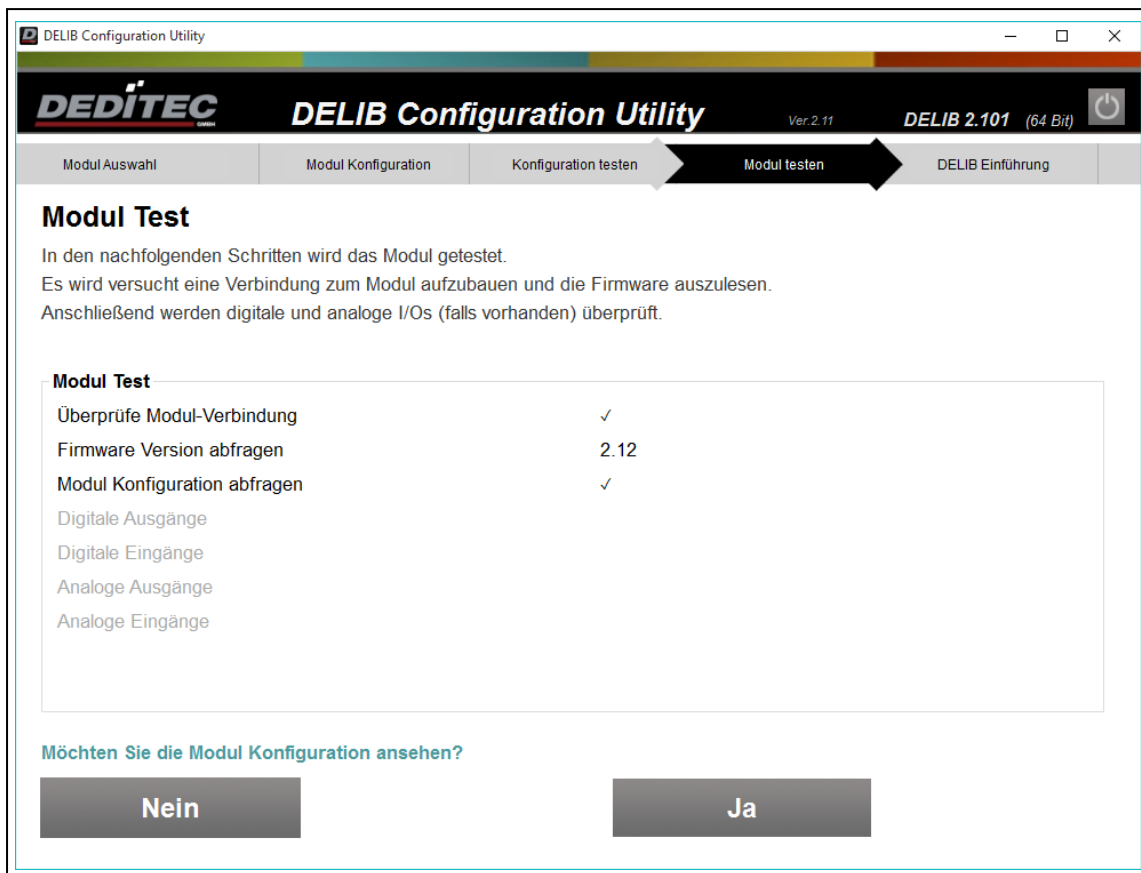 DELIB Configuration Utility
DEDITEC GMBH DELIB Configuration Utility Ver.2.11 DELIB 2.101 (64 Bit)
Modul Auswahl Modul Konfiguration Konfiguration testen Modul testen DELIB Einführung
Modul Test
In den nachfolgenden Schritten wird das Modul getestet.
Es wird versucht eine Verbindung zum Modul aufzubauen und die Firmware auszulesen.
Anschließend werden digitale und analoge I/Os (falls vorhanden) überprüft.
Modul Test
Überprüfe Modul-Verbindung ✓
Firmware Version abfragen 2.12
Modul Konfiguration abfragen ✓
Digitale Ausgänge
Digitale Eingänge
Analoge Ausgänge
Analoge Eingänge
Möchten Sie die Modul Konfiguration ansehen?
Nein Ja